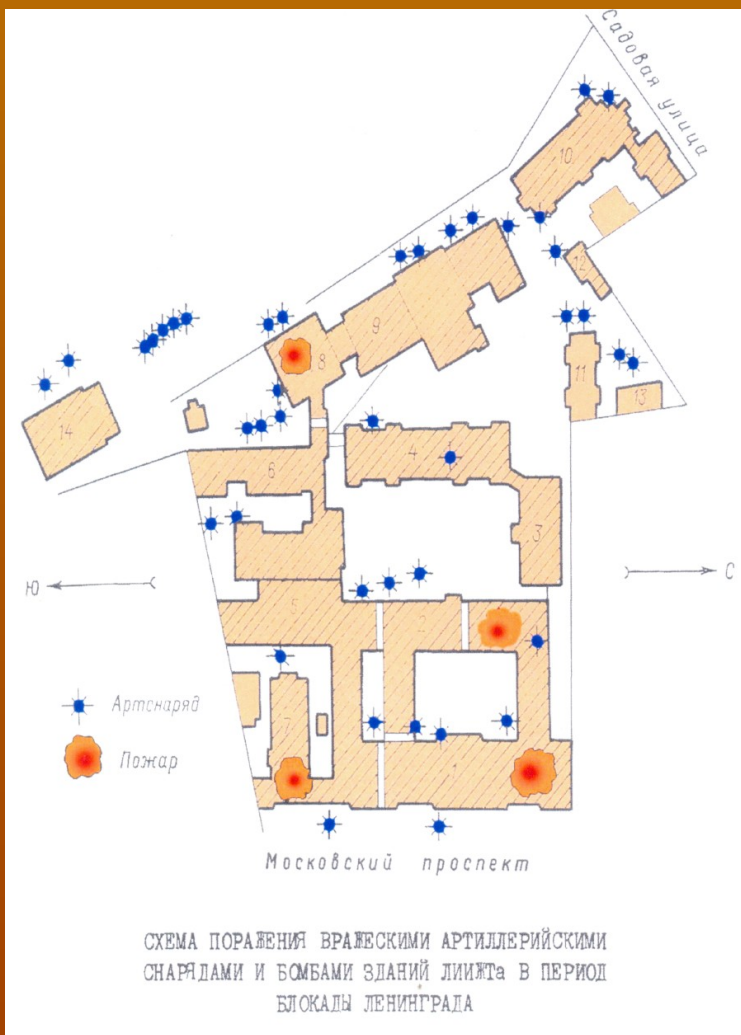 Садовая улица
10
12
9
8
11
13
14
4
6
3
Ю
С
5
2
Артснаряд
7
Пожар
1
Московский проспект
СХЕМА ПОРАЖЕНИЯ ВРАЖЕСКИМИ АРТИЛЛЕРИЙСКИМИ
СНАРЯДАМИ И БОМБАМИ ЗДАНИЙ ЛИИЖТа В ПЕРИОД
БЛОКАДЫ ЛЕНИНГРАДА